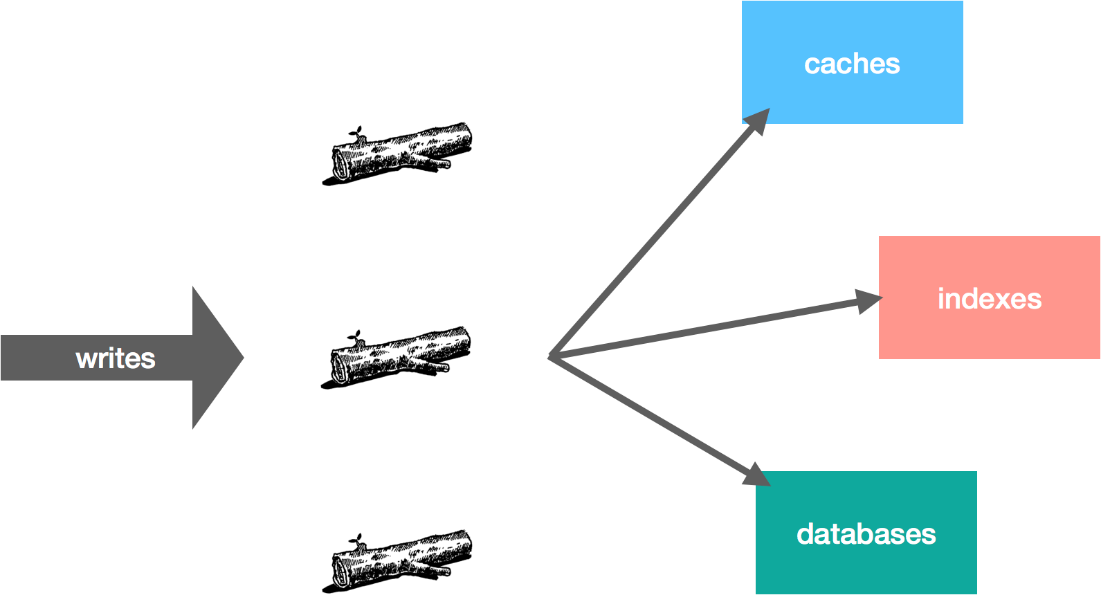 caches
indexes
writes
databases